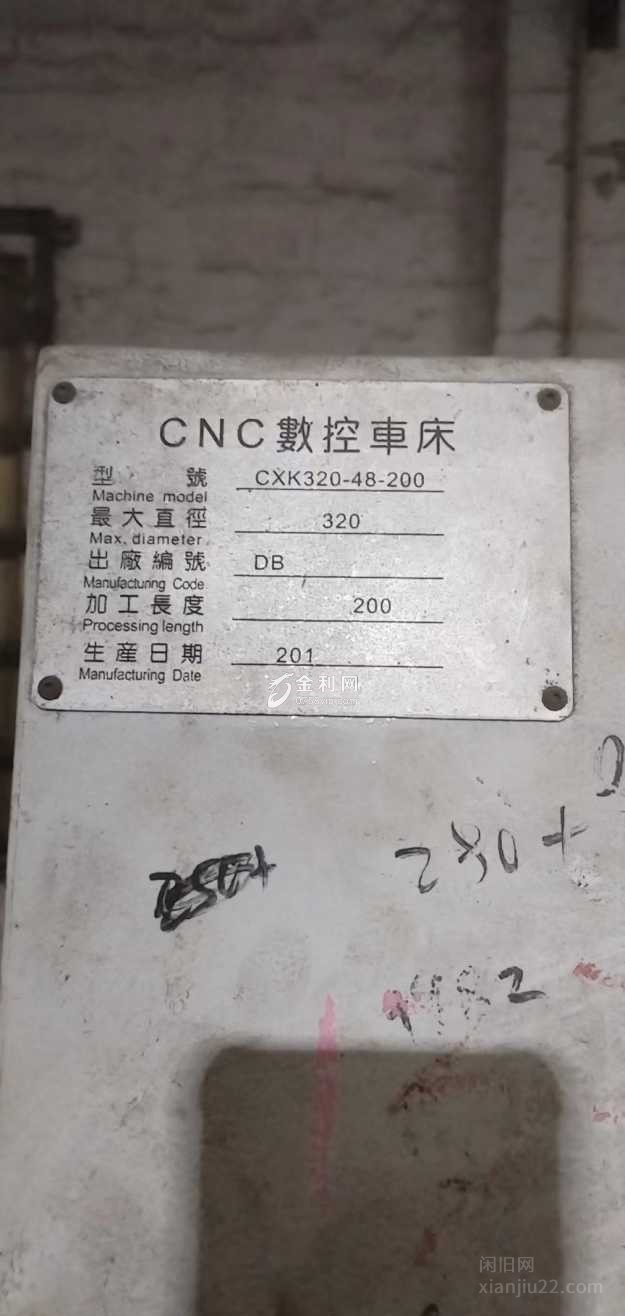 CNC數控車床
型號 CXK320-48-200
Machine model
最大直徑 320
Max. diameter
出廠編號 DB
Manufacturing Code
加工長度 200
Processing length
生產日期 201
Manufacturing Date
金利网
280+
闲旧网
xianjiu22.com